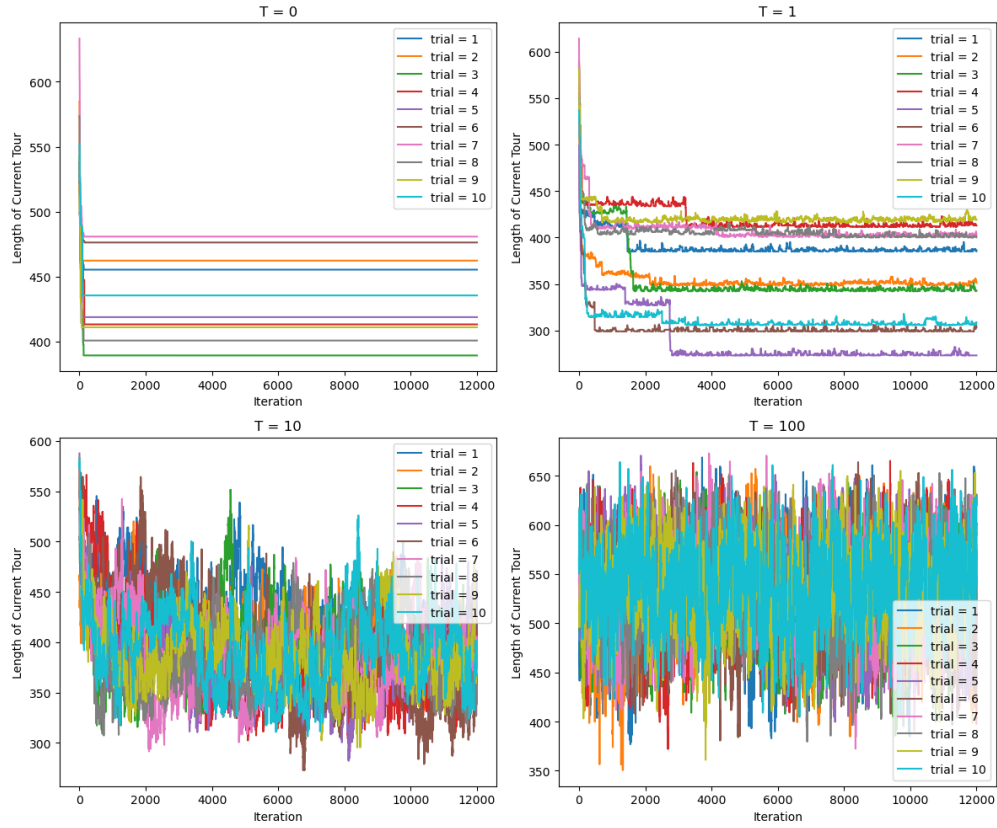 T = 0
Length of Current Tour
600
550
500
450
400
0
2000
4000
6000
8000
10000
12000
Iteration
trial = 1
trial = 2
trial = 3
trial = 4
trial = 5
trial = 6
trial = 7
trial = 8
trial = 9
trial = 10
T = 1
Length of Current Tour
600
550
500
450
400
350
300
0
2000
4000
6000
8000
10000
12000
Iteration
trial = 1
trial = 2
trial = 3
trial = 4
trial = 5
trial = 6
trial = 7
trial = 8
trial = 9
trial = 10
T = 10
Length of Current Tour
600
550
500
450
400
350
300
0
2000
4000
6000
8000
10000
12000
Iteration
trial = 1
trial = 2
trial = 3
trial = 4
trial = 5
trial = 6
trial = 7
trial = 8
trial = 9
trial = 10
T = 100
Length of Current Tour
650
600
550
500
450
400
350
0
2000
4000
6000
8000
10000
12000
Iteration
trial = 1
trial = 2
trial = 3
trial = 4
trial = 5
trial = 6
trial = 7
trial = 8
trial = 9
trial = 10